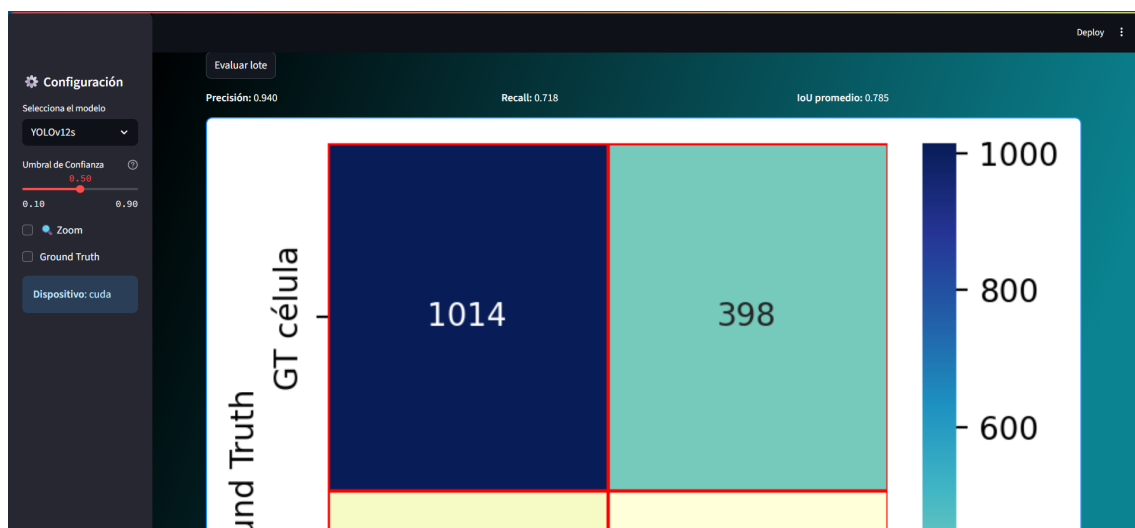 Deploy
Configuración
Selecciona el modelo
YOLOv12s
Umbral de Confianza
0.50
0.10 0.90
Zoom
Ground Truth
Dispositivo: cuda
Evaluar lote
Precisión: 0.940 Recall: 0.718 IoU promedio: 0.785
GT célula
1014 398
1000
800
600